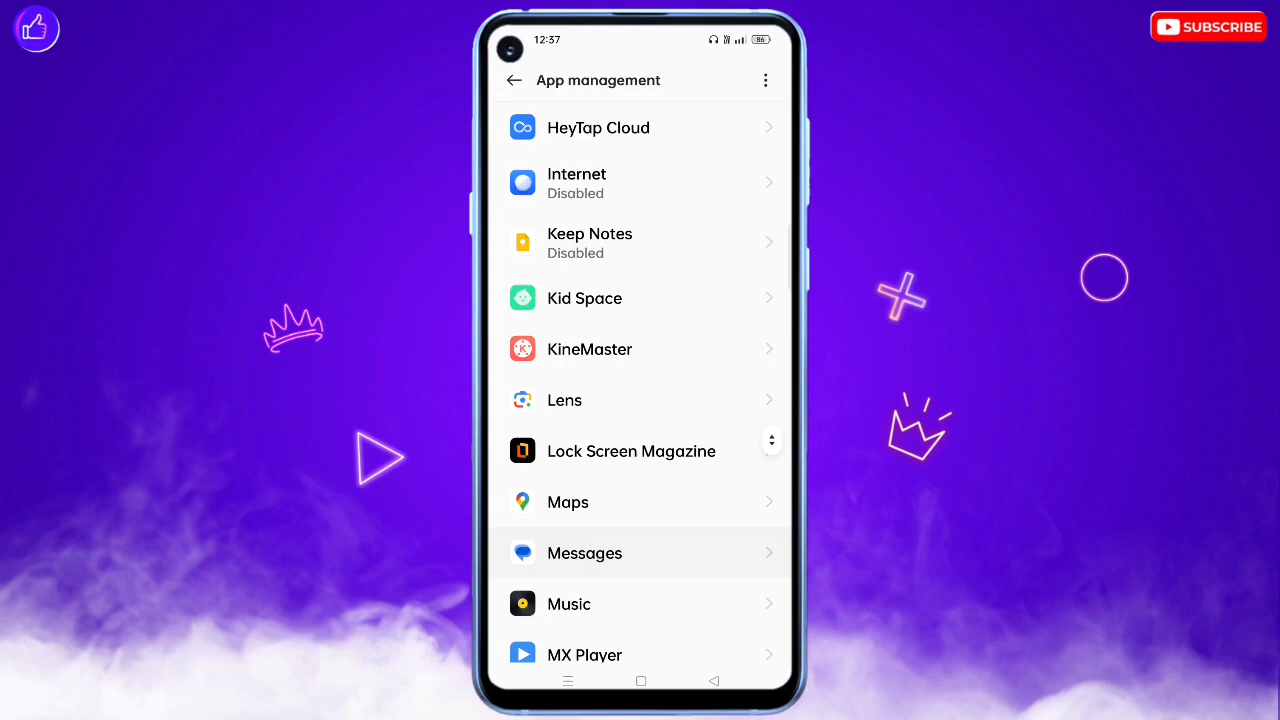 SUBSCRIBE
12:37
86
App management
HeyTap Cloud
Internet
Disabled
Keep Notes
Disabled
Kid Space
KineMaster
Lens
Lock Screen Magazine
Maps
Messages
Music
MX Player